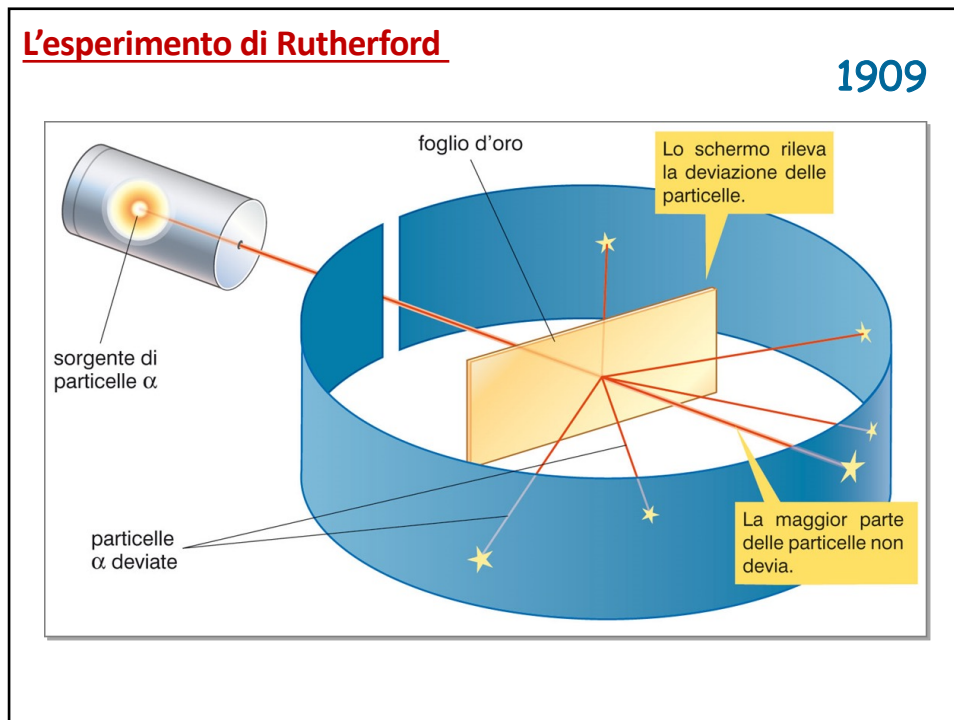 L'esperimento di Rutherford
1909
foglio d'oro
Lo schermo rileva
la deviazione delle
particelle.
sorgente di
particelle α
particelle
α deviate
La maggior parte
delle particelle non
devia.